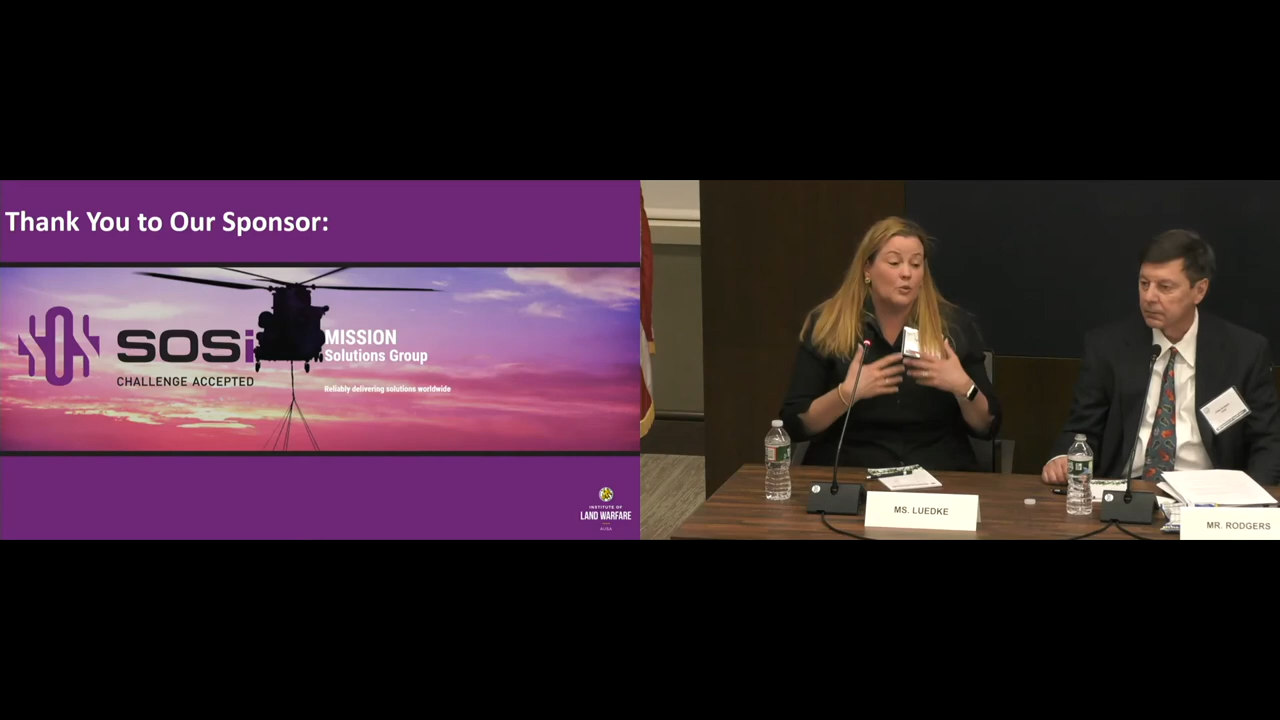 Thank You to Our Sponsor:
SOSi
CHALLENGE ACCEPTED
MISSION
Solutions Group
Reliably delivering solutions worldwide
INSTITUTE OF
LAND WARFARE
AUSA
MS. LUEDKE
MR. RODGERS